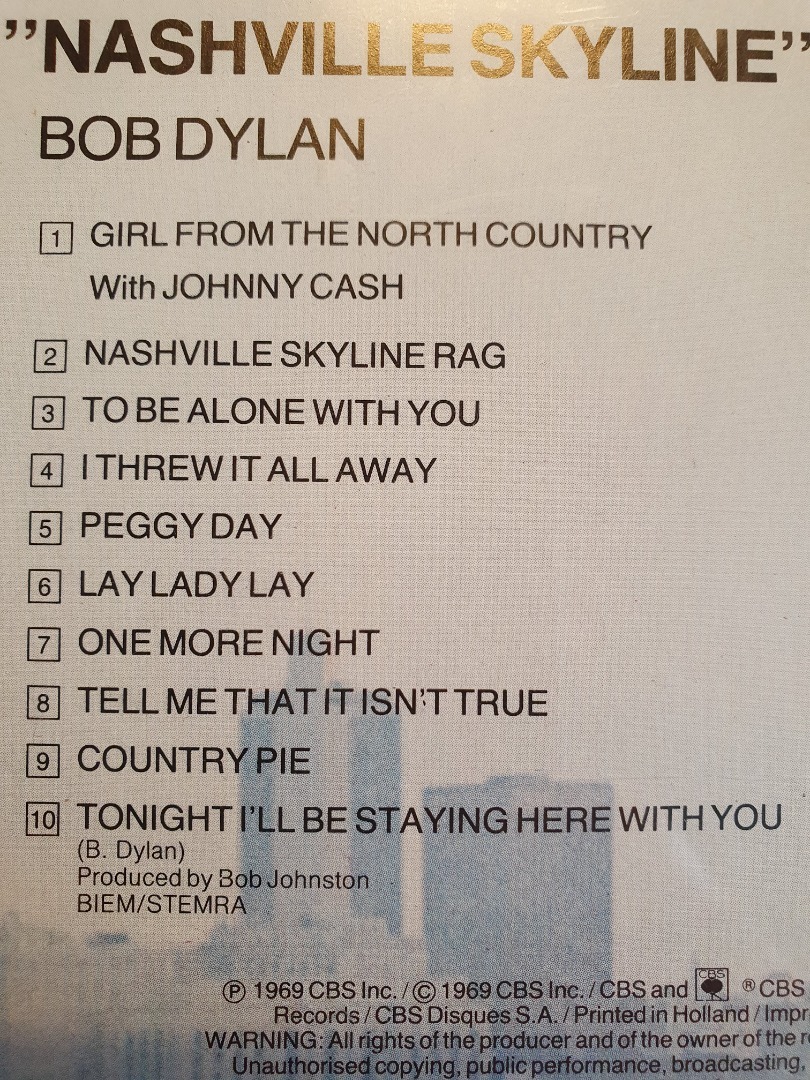 ”NASHVILLE SKYLINE”
BOB DYLAN
1 GIRL FROM THE NORTH COUNTRY
With JOHNNY CASH
2 NASHVILLE SKYLINE RAG
3 TO BE ALONE WITH YOU
4 I THREW IT ALL AWAY
5 PEGGY DAY
6 LAY LADY LAY
7 ONE MORE NIGHT
8 TELL ME THAT IT ISN'T TRUE
9 COUNTRY PIE
10 TONIGHT I'LL BE STAYING HERE WITH YOU
(B. Dylan)
Produced by Bob Johnston
BIEM/STEMRA
Ⓟ 1969 CBS Inc. / © 1969 CBS Inc. / CBS and CBS ® CBS
Records / CBS Disques S.A. / Printed in Holland / Impr
WARNING: All rights of the producer and of the owner of the
Unauthorised copying, public performance, broadcasting,